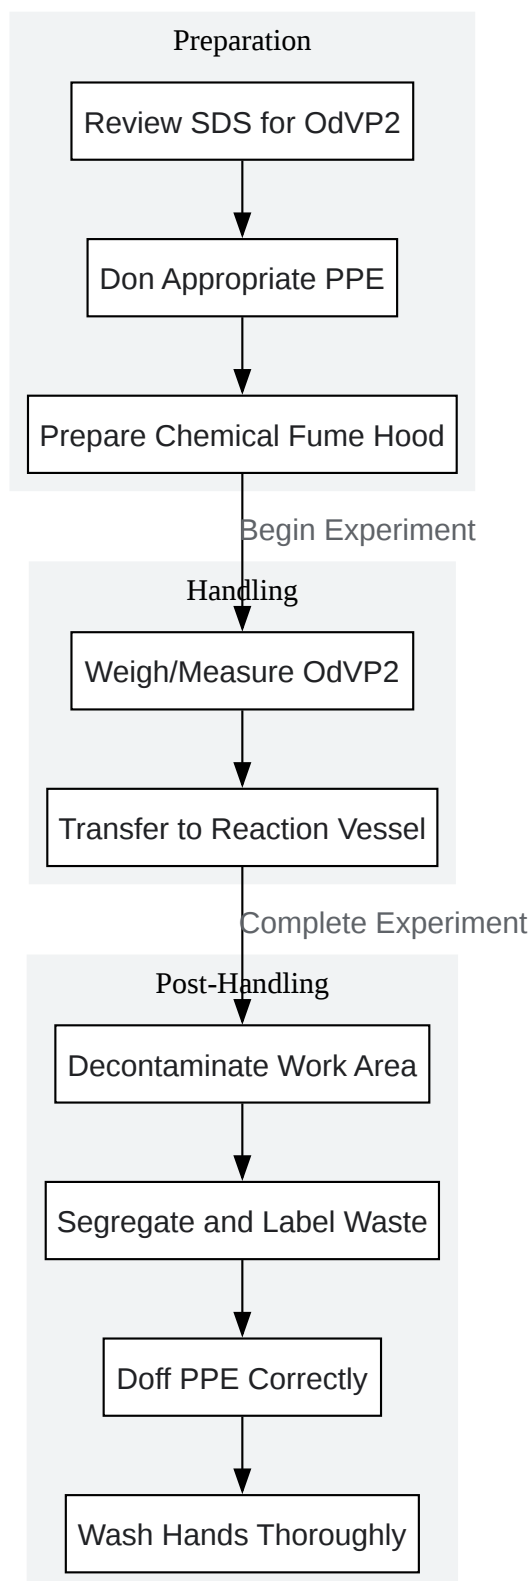 Preparation
Review SDS for OdVP2
Don Appropriate PPE
Prepare Chemical Fume Hood
Begin Experiment
Handling
Weigh/Measure OdVP2
Transfer to Reaction Vessel
Complete Experiment
Post-Handling
Decontaminate Work Area
Segregate and Label Waste
Doff PPE Correctly
Wash Hands Thoroughly